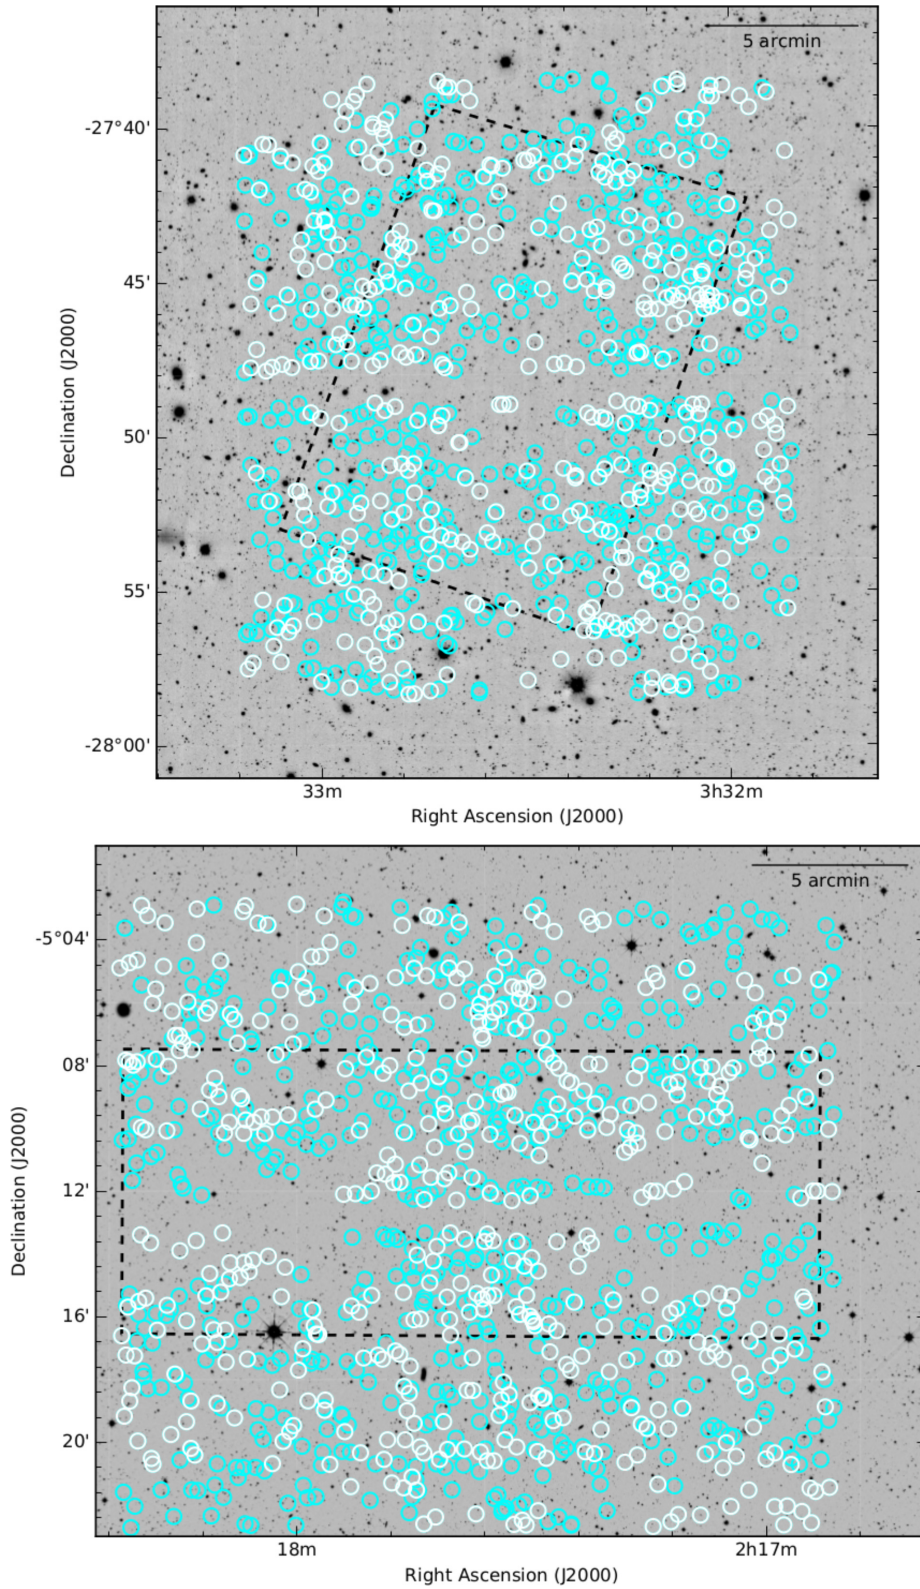 5 arcmin
-27°40'
45'
50'
55'
-28°00'
Declination (J2000)
33m
3h32m
Right Ascension (J2000)
5 arcmin
-5°04'
08'
12'
16'
20'
Declination (J2000)
18m
2h17m
Right Ascension (J2000)